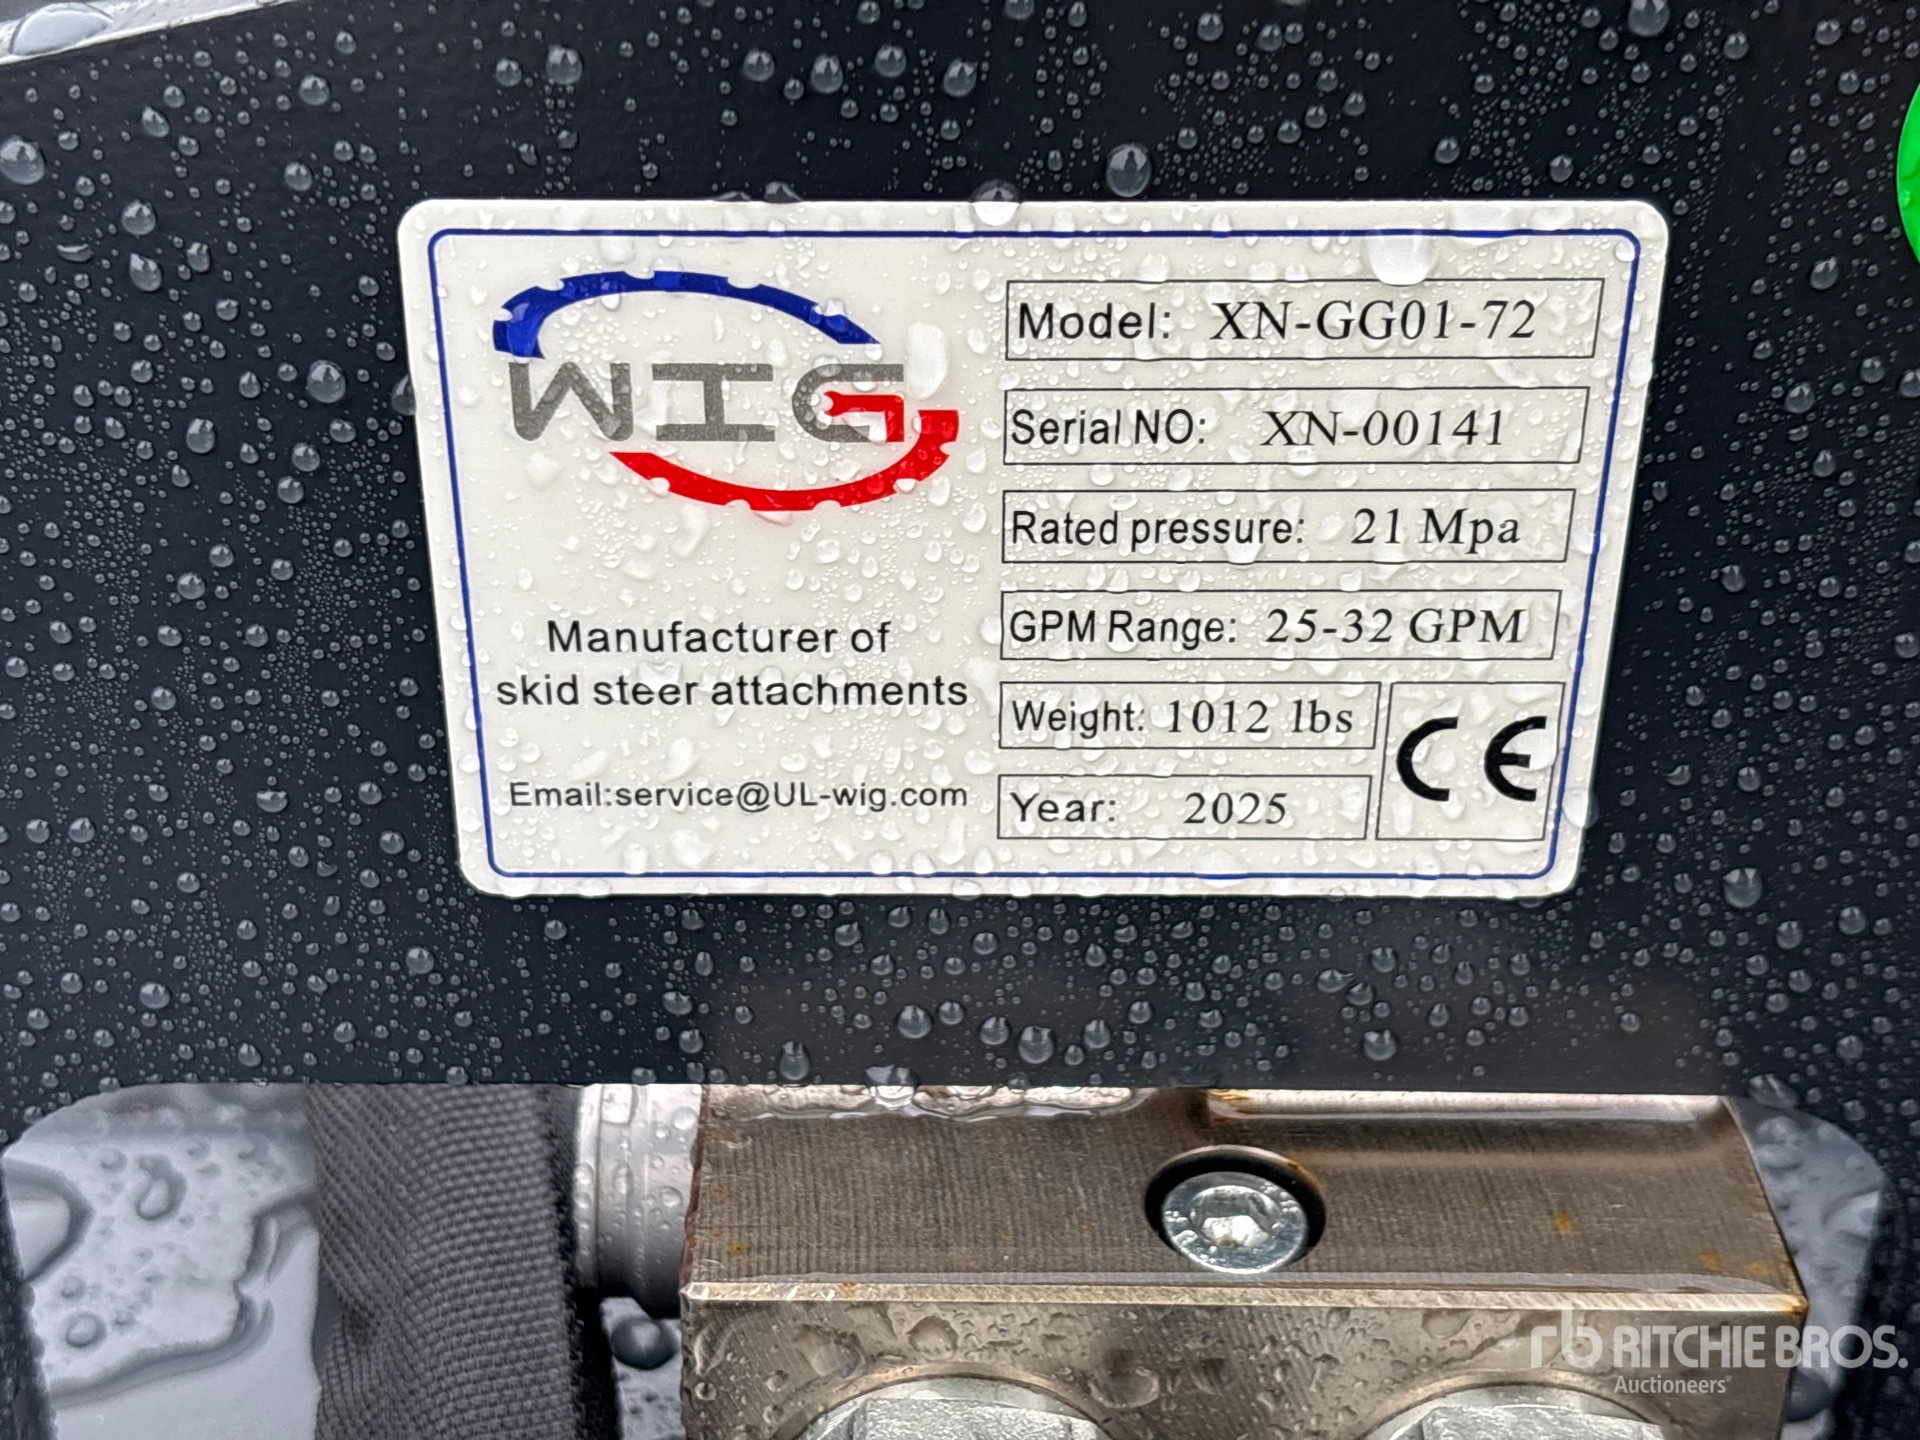 WIG
Manufacturer of
skid steer attachments
Email:service@UL-wig.com
Model: XN-GG01-72
Serial NO: XN-00141
Rated pressure: 21 Mpa
GPM Range: 25-32 GPM
Weight: 1012 lbs
Year: 2025
CE
rb RITCHIE BROS.
Auctioneers